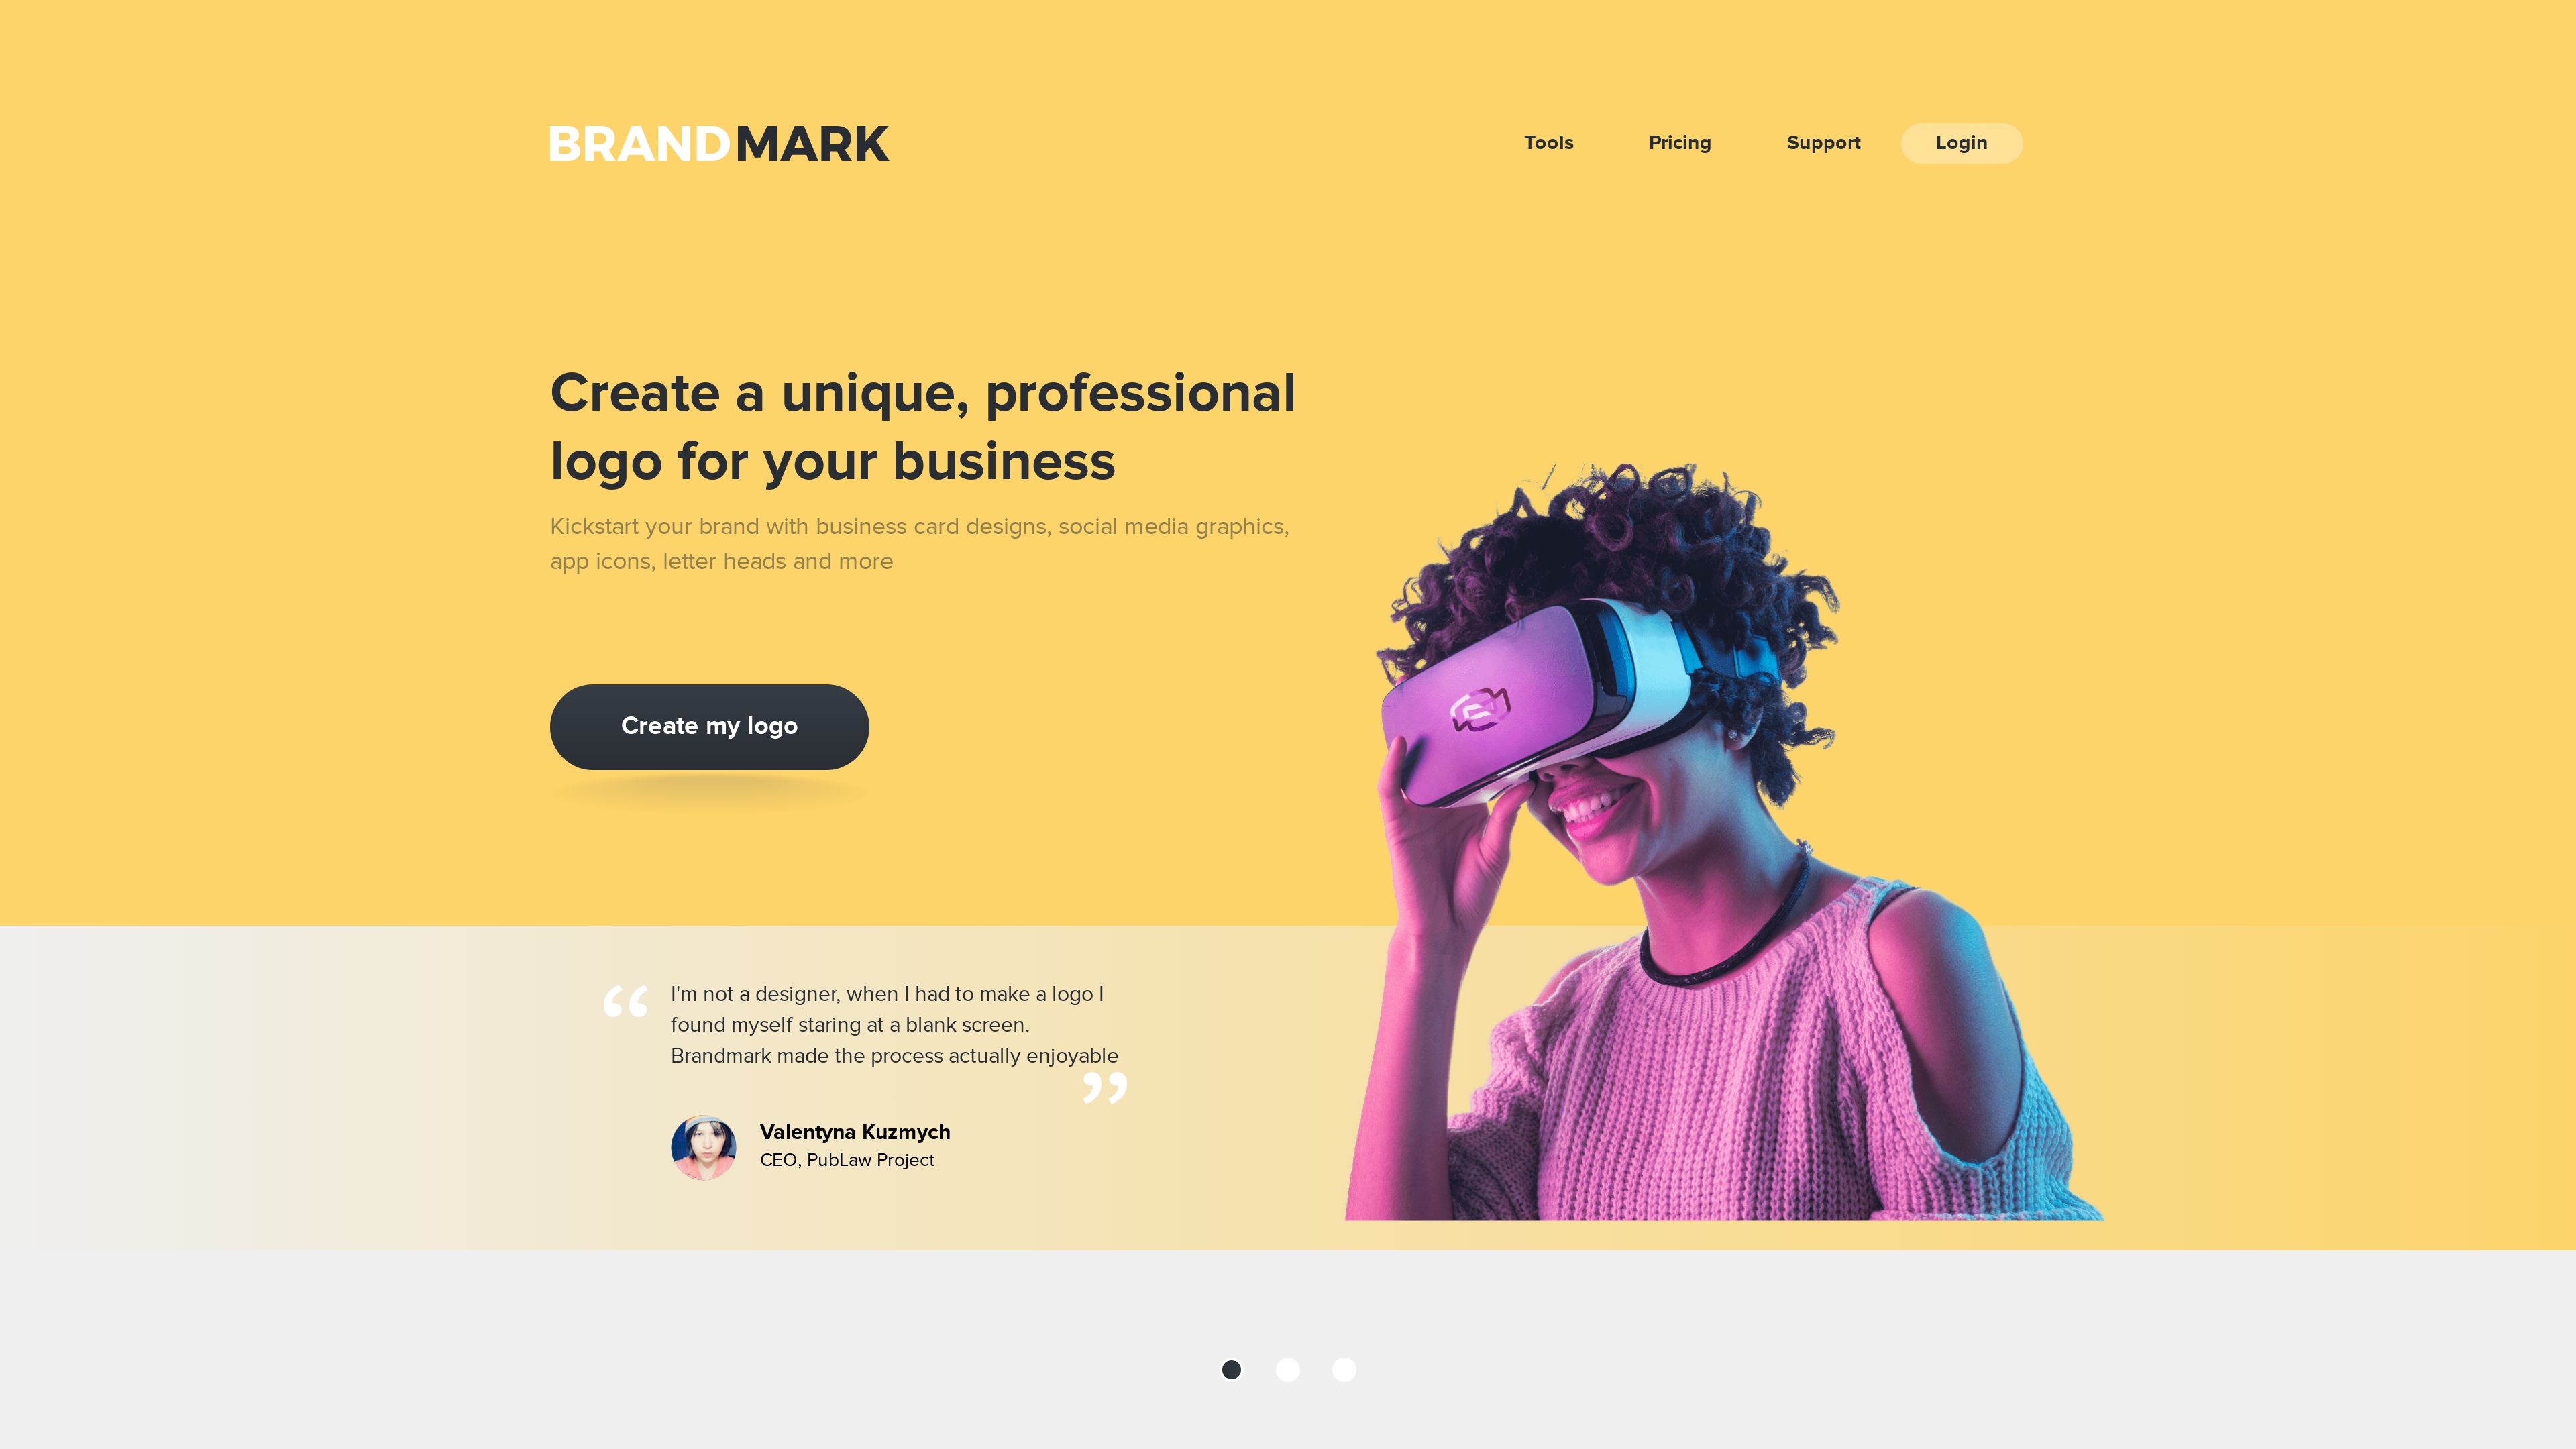 BRANDMARK
Tools
Pricing
Support
Login
Create a unique, professional
logo for your business
Kickstart your brand with business card designs, social media graphics,
app icons, letter heads and more
Create my logo
“ I'm not a designer, when I had to make a logo I
found myself staring at a blank screen.
Brandmark made the process actually enjoyable ”
Valentyna Kuzmych
CEO, PubLaw Project